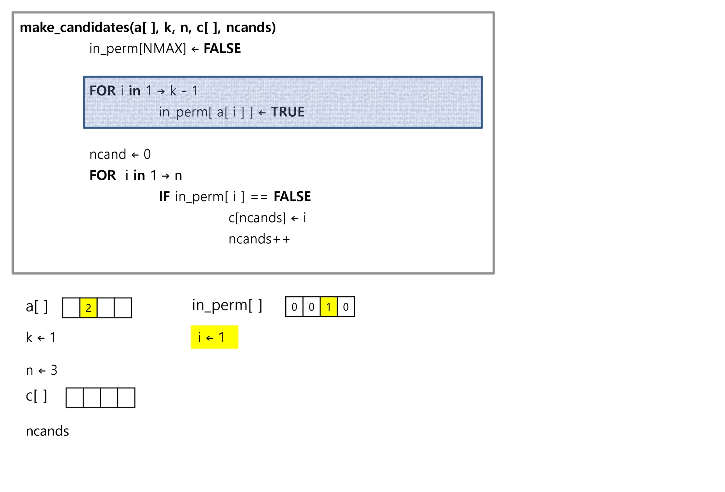 make_candidates(a[ ], k, n, c[ ], ncands)
in_perm[NMAX] ← FALSE
FOR i in 1 → k - 1
in_perm[ a[ i ] ] ← TRUE
ncand ← 0
FOR i in 1 → n
IF in_perm[ i ] == FALSE
c[ncands] ← i
ncands++
a[ ] 2 in_perm[ ] 0 0 1 0
k ← 1 i ← 1
n ← 3
c[ ]
ncands